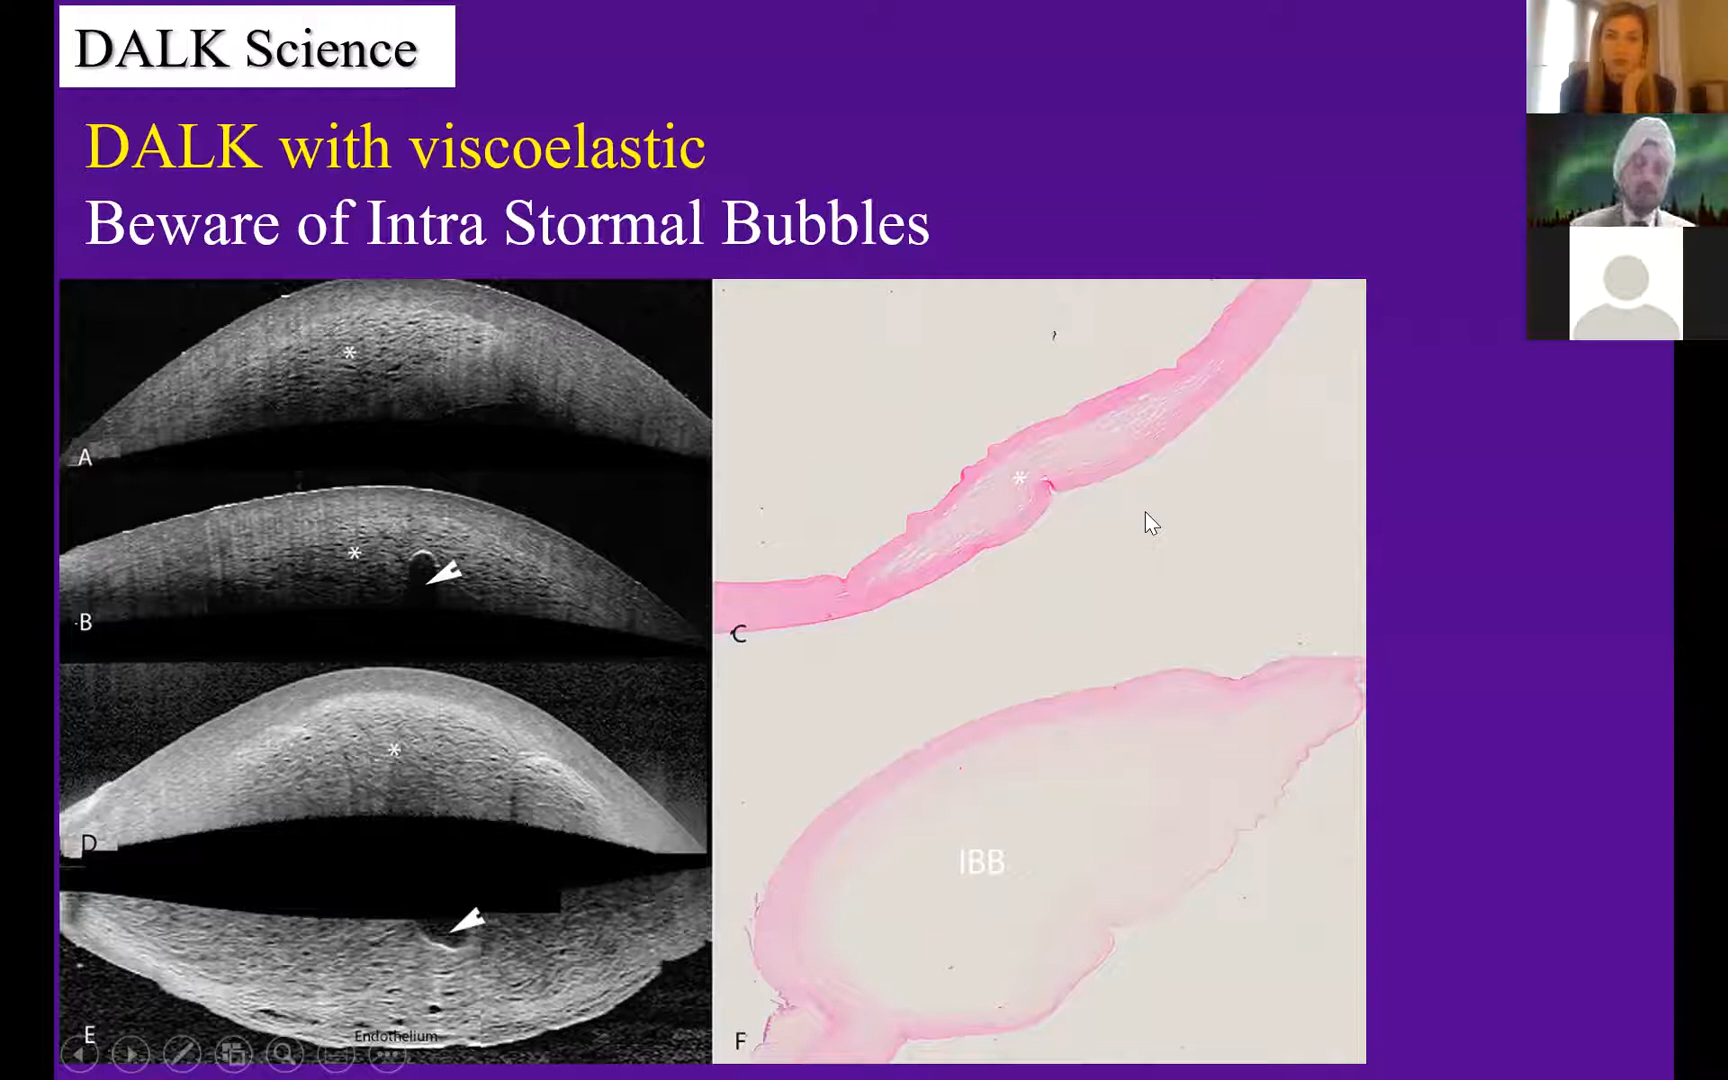 DALK Science
DALK with viscoelastic
Beware of Intra Stormal Bubbles
*
A
*
B
*
C
*
D
IBB
E
Endothelium
F